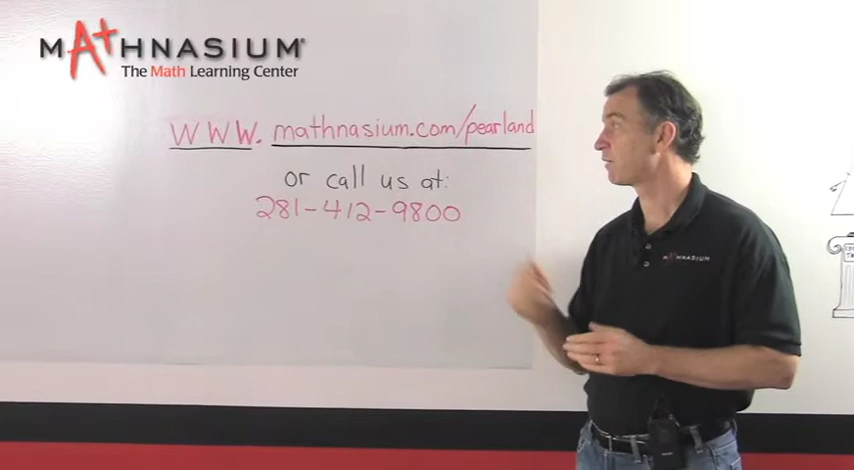 MATHNASIUM®
The Math Learning Center
www.mathnasium.com/pearland
or call us at:
281-412-9800
MATHNASIUM